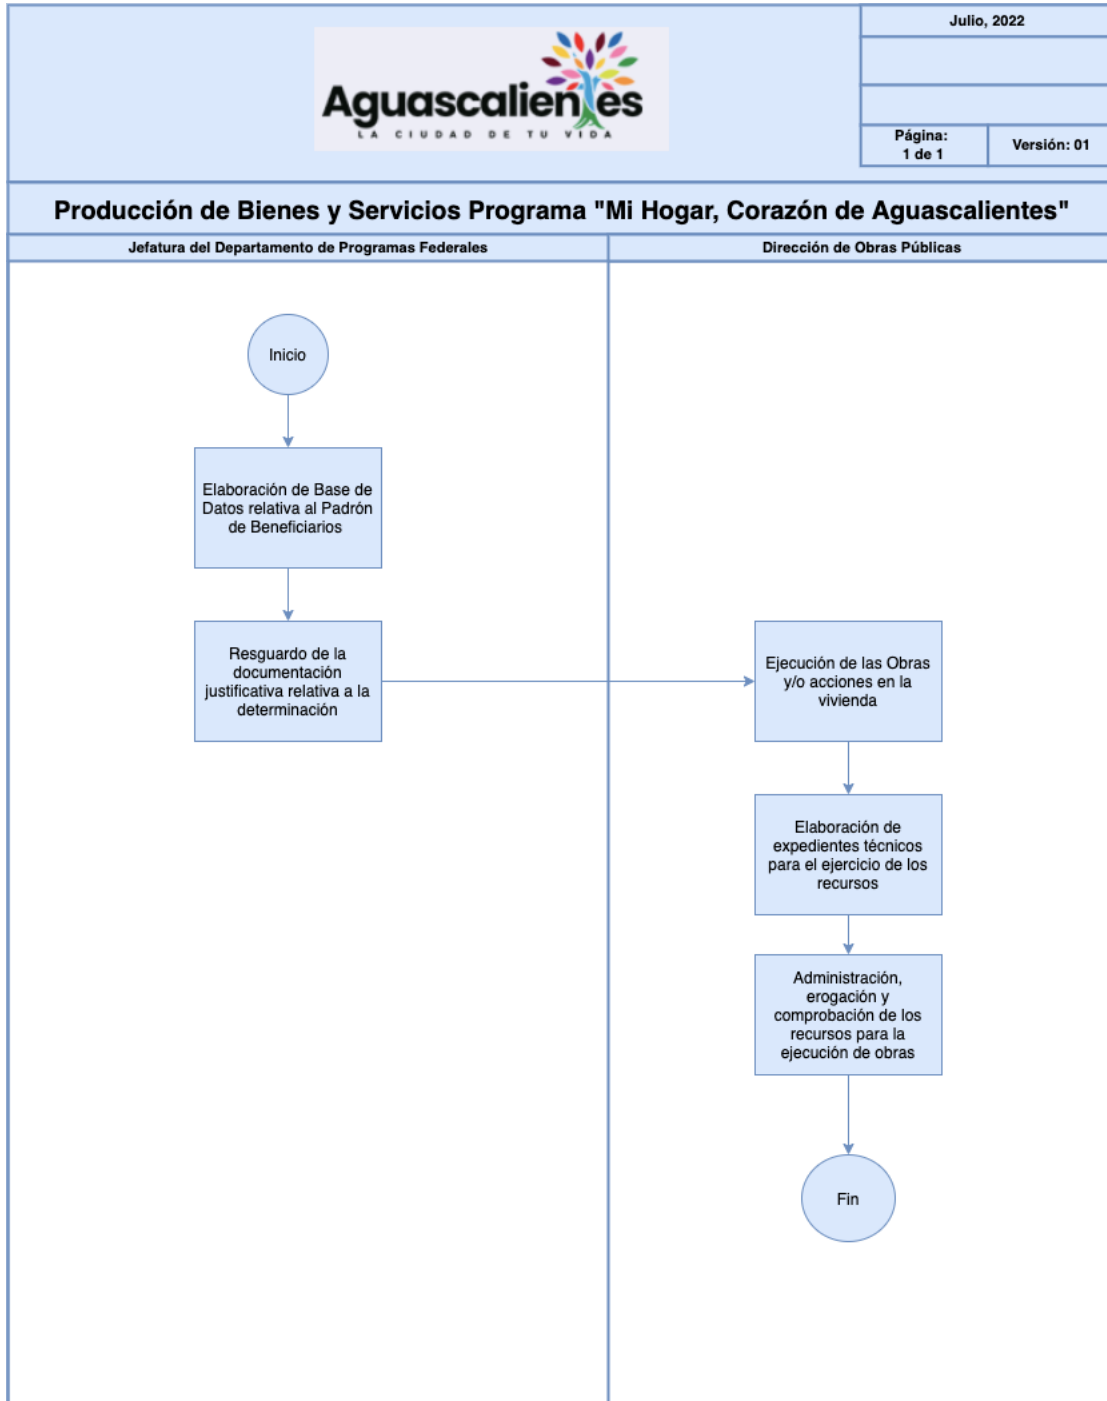 Julio, 2022
Aguascalientes
LA CIUDAD DE TU VIDA
Página:
1 de 1
Versión: 01
Producción de Bienes y Servicios Programa "Mi Hogar, Corazón de Aguascalientes"
Jefatura del Departamento de Programas Federales
Dirección de Obras Públicas
Inicio
Elaboración de Base de
Datos relativa al Padrón
de Beneficiarios
Resguardo de la
documentación
justificativa relativa a la
determinación
Ejecución de las Obras
y/o acciones en la
vivienda
Elaboración de
expedientes técnicos
para el ejercicio de los
recursos
Administración,
erogación y
comprobación de los
recursos para la
ejecución de obras
Fin